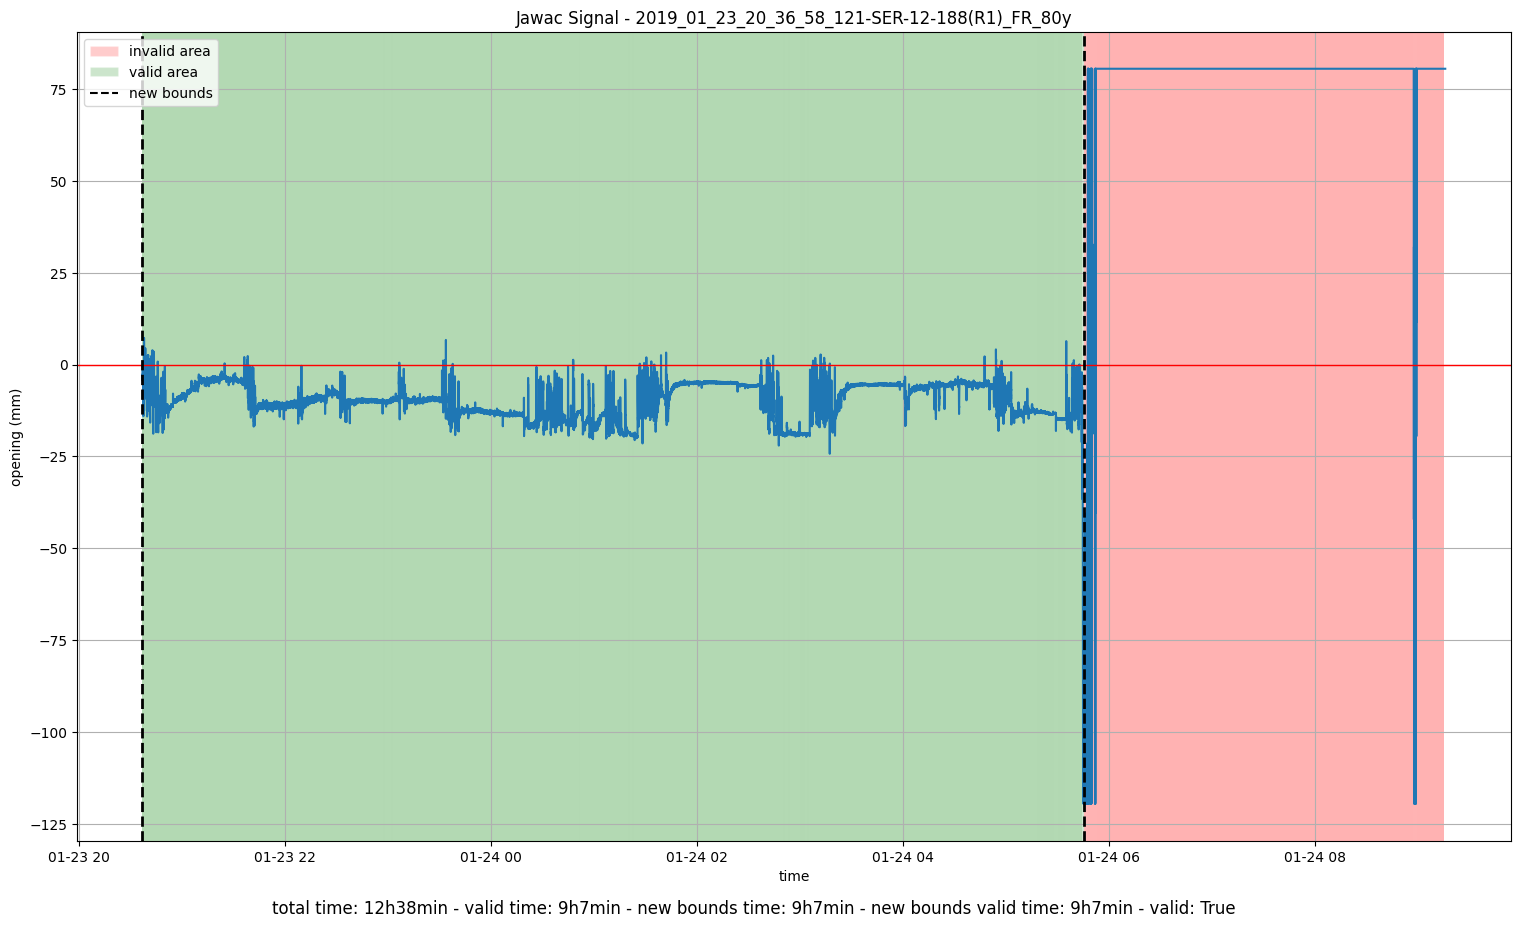 Jawac Signal - 2019_01_23_20_36_58_121-SER-12-188(R1)_FR_80y
invalid area
valid area
new bounds
75
50
25
0
−25
−50
−75
−100
−125
opening (mm)
01-23 20
01-23 22
01-24 00
01-24 02
01-24 04
01-24 06
01-24 08
time
total time: 12h38min - valid time: 9h7min - new bounds time: 9h7min - new bounds valid time: 9h7min - valid: True